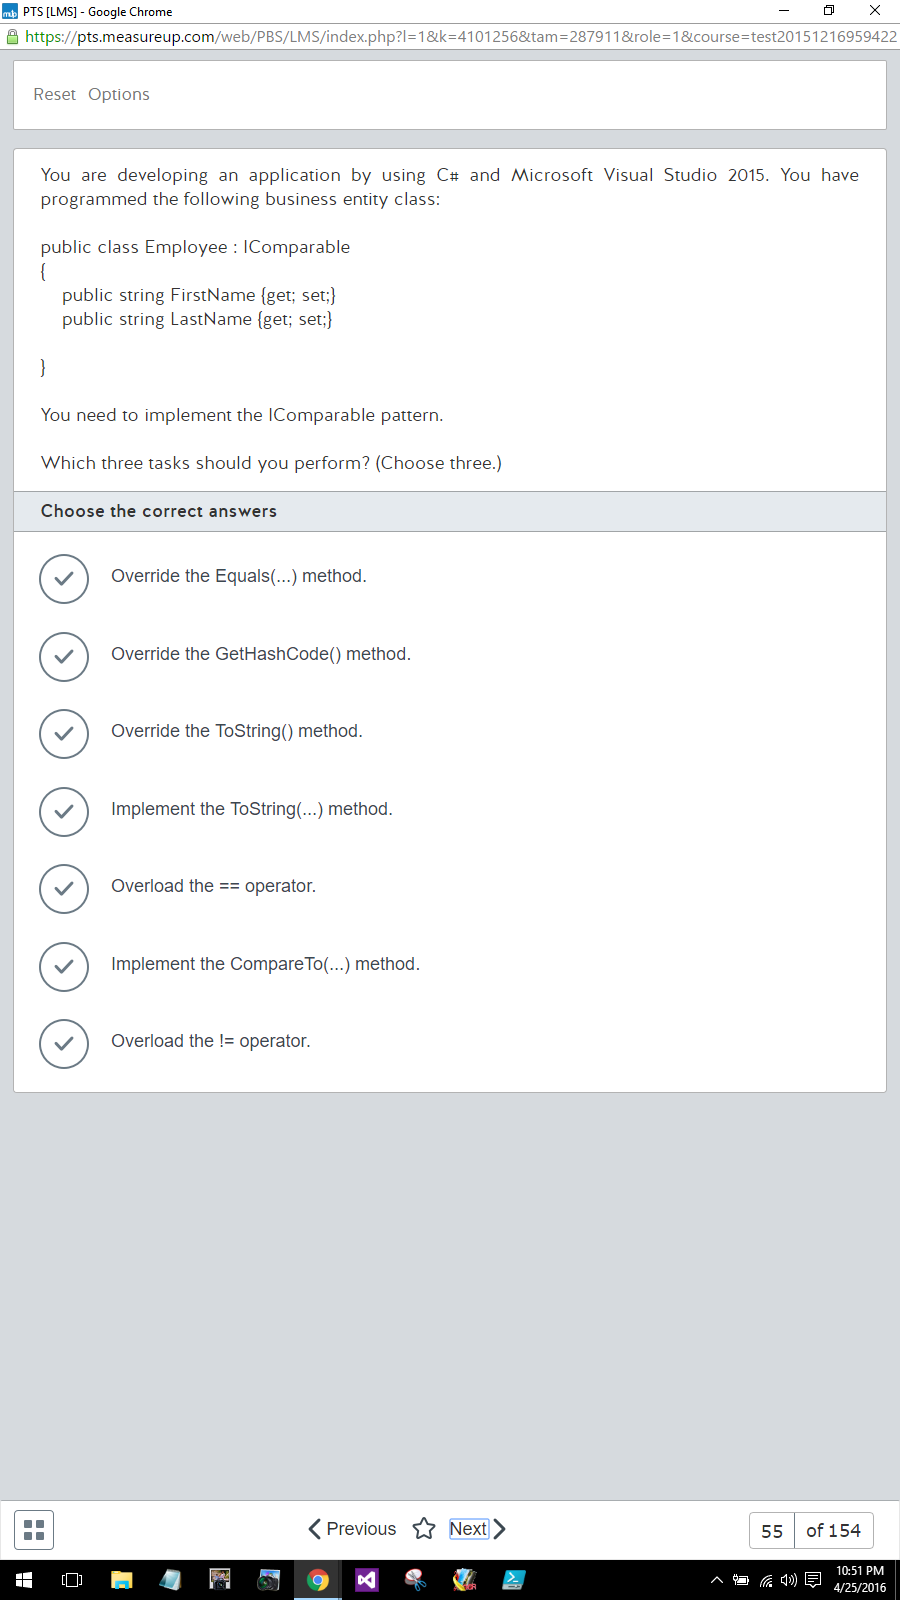 PTS [LMS] - Google Chrome
https://pts.measureup.com/web/PBS/LMS/index.php?l=1&k=4101256&tam=287911&role=1&course=test20151216959422
Reset Options
You are developing an application by using C# and Microsoft Visual Studio 2015. You have
programmed the following business entity class:
public class Employee : IComparable
{
public string FirstName {get; set;}
public string LastName {get; set;}
}
You need to implement the IComparable pattern.
Which three tasks should you perform? (Choose three.)
Choose the correct answers
Override the Equals(...) method.
Override the GetHashCode() method.
Override the ToString() method.
Implement the ToString(...) method.
Overload the == operator.
Implement the CompareTo(...) method.
Overload the != operator.
Previous Next
55 of 154
10:51 PM
4/25/2016